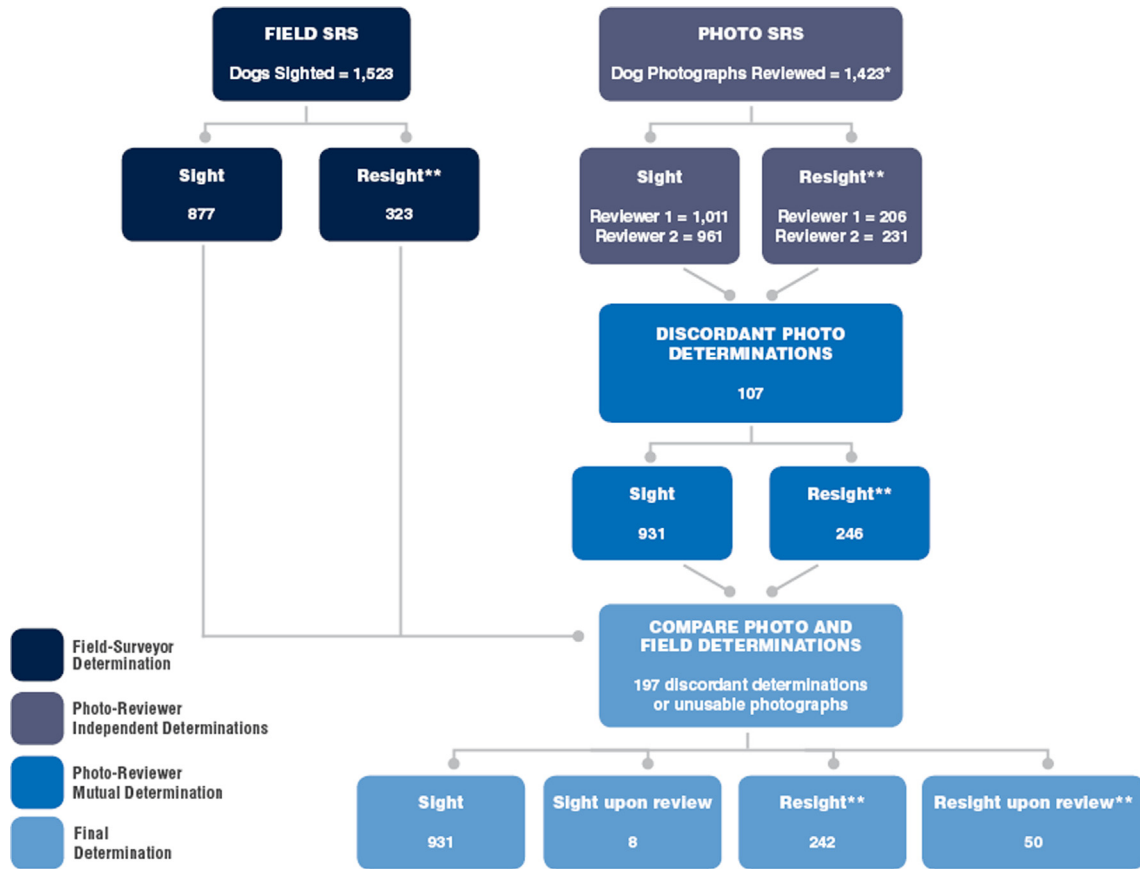 FIELD SRS
Dogs Sighted = 1,523
PHOTO SRS
Dog Photographs Reviewed = 1,423*
Sight
877
Resight**
323
Sight
Reviewer 1 = 1,011
Reviewer 2 = 961
Resight**
Reviewer 1 = 206
Reviewer 2 = 231
DISCORDANT PHOTO
DETERMINATIONS
107
Sight
931
Resight**
246
COMPARE PHOTO AND
FIELD DETERMINATIONS
197 discordant determinations
or unusable photographs
Sight
931
Sight upon review
8
Resight**
242
Resight upon review**
50
Field-Surveyor
Determination
Photo-Reviewer
Independent Determinations
Photo-Reviewer
Mutual Determination
Final
Determination